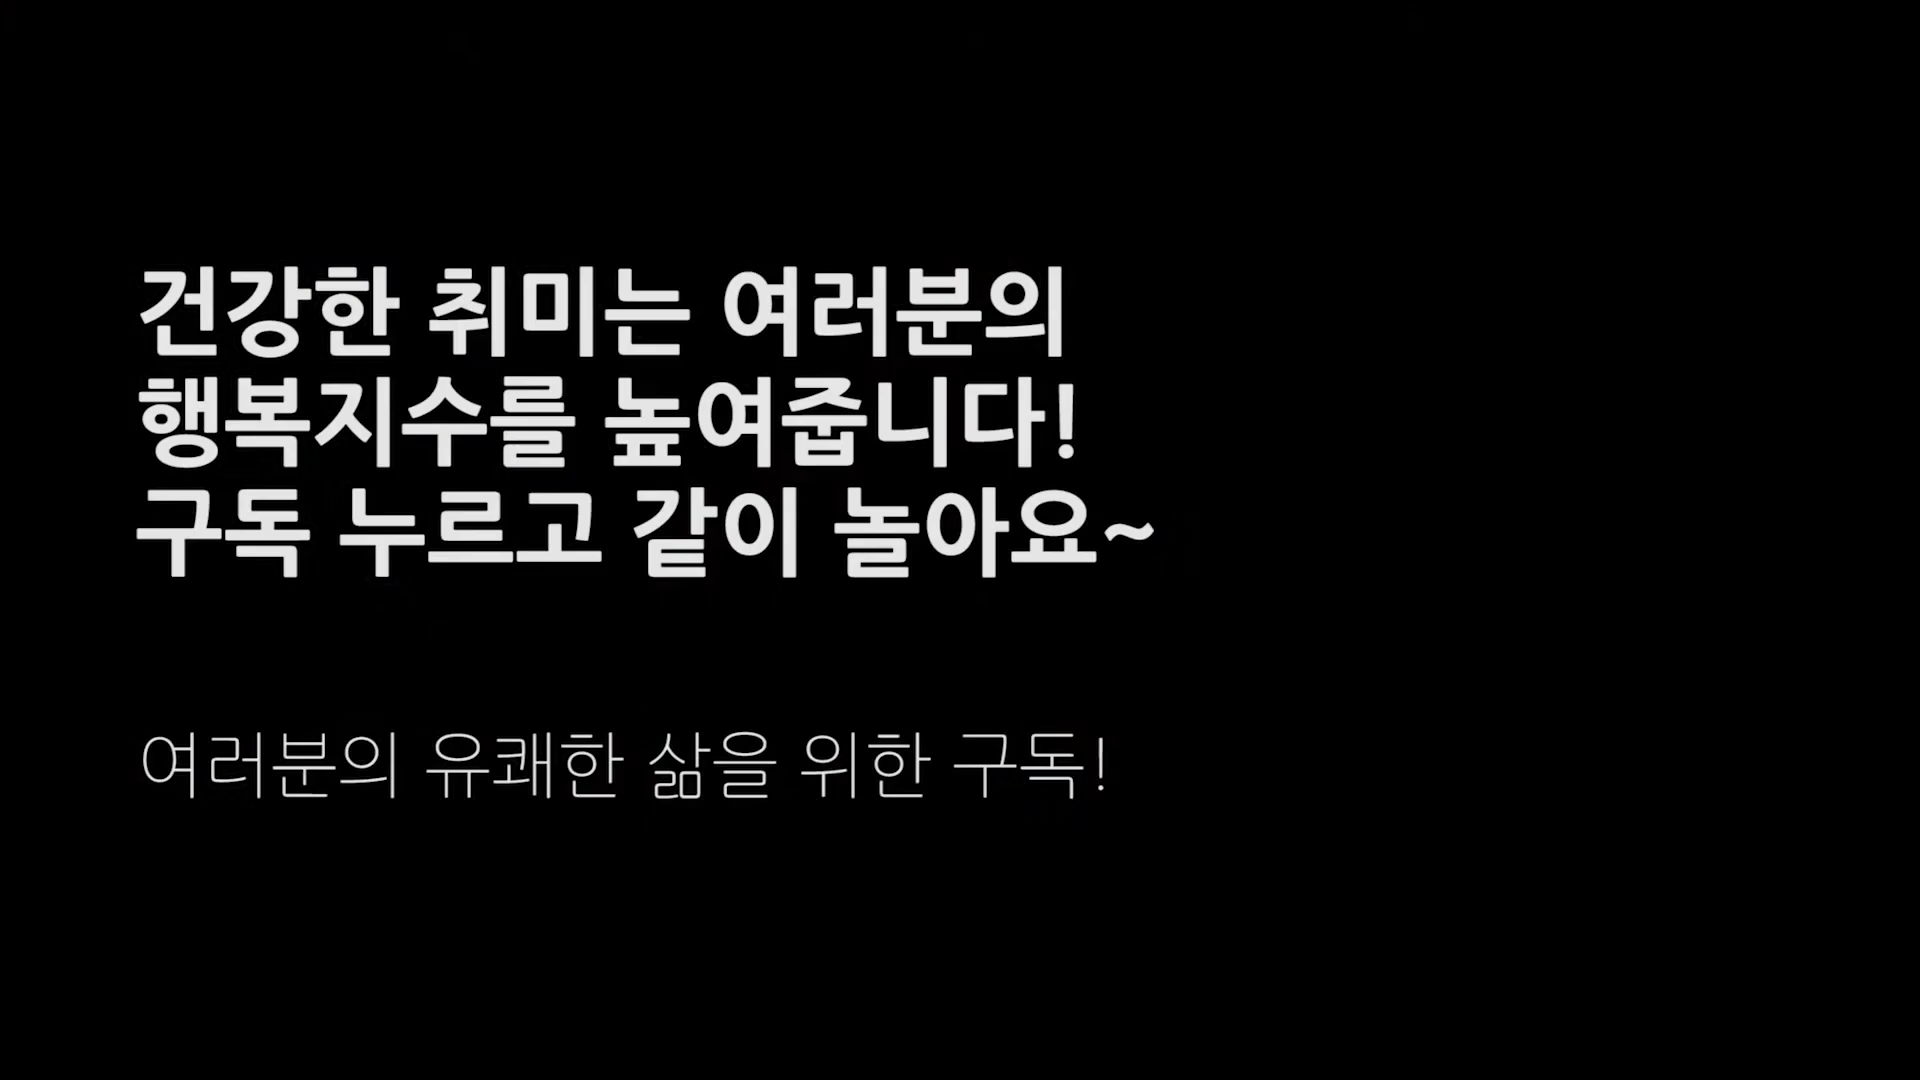 건강한 취미는 여러분의
행복지수를 높여줍니다!
구독 누르고 같이 놀아요~
여러분의 유쾌한 삶을 위한 구독!